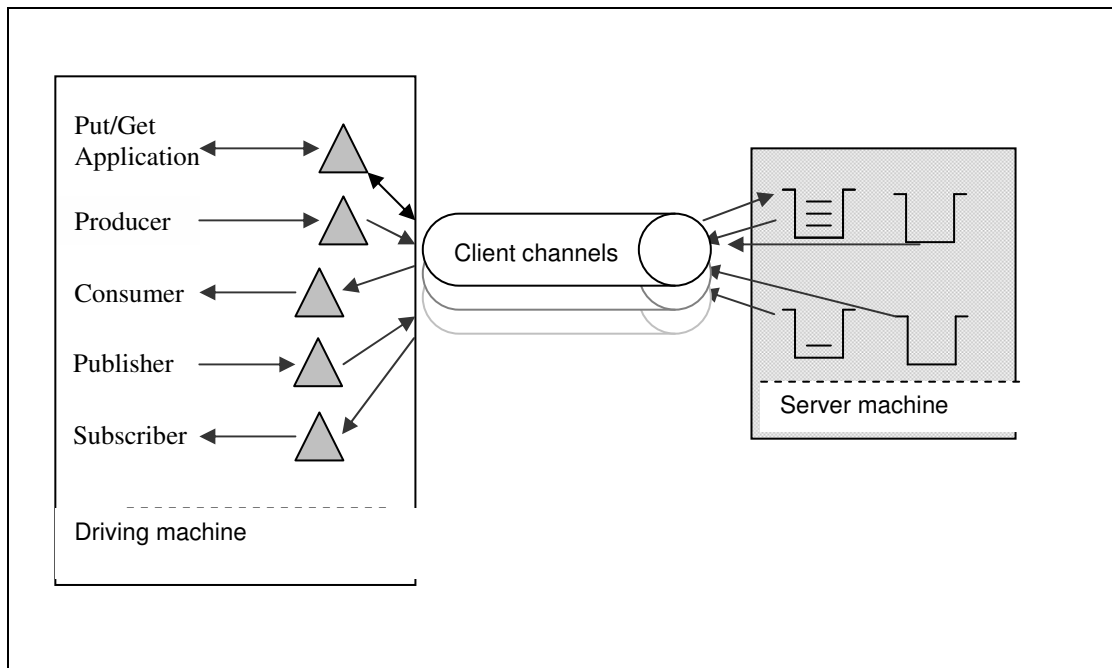 Put/Get
Application
Producer
Consumer
Publisher
Subscriber
Driving machine
Client channels
Server machine